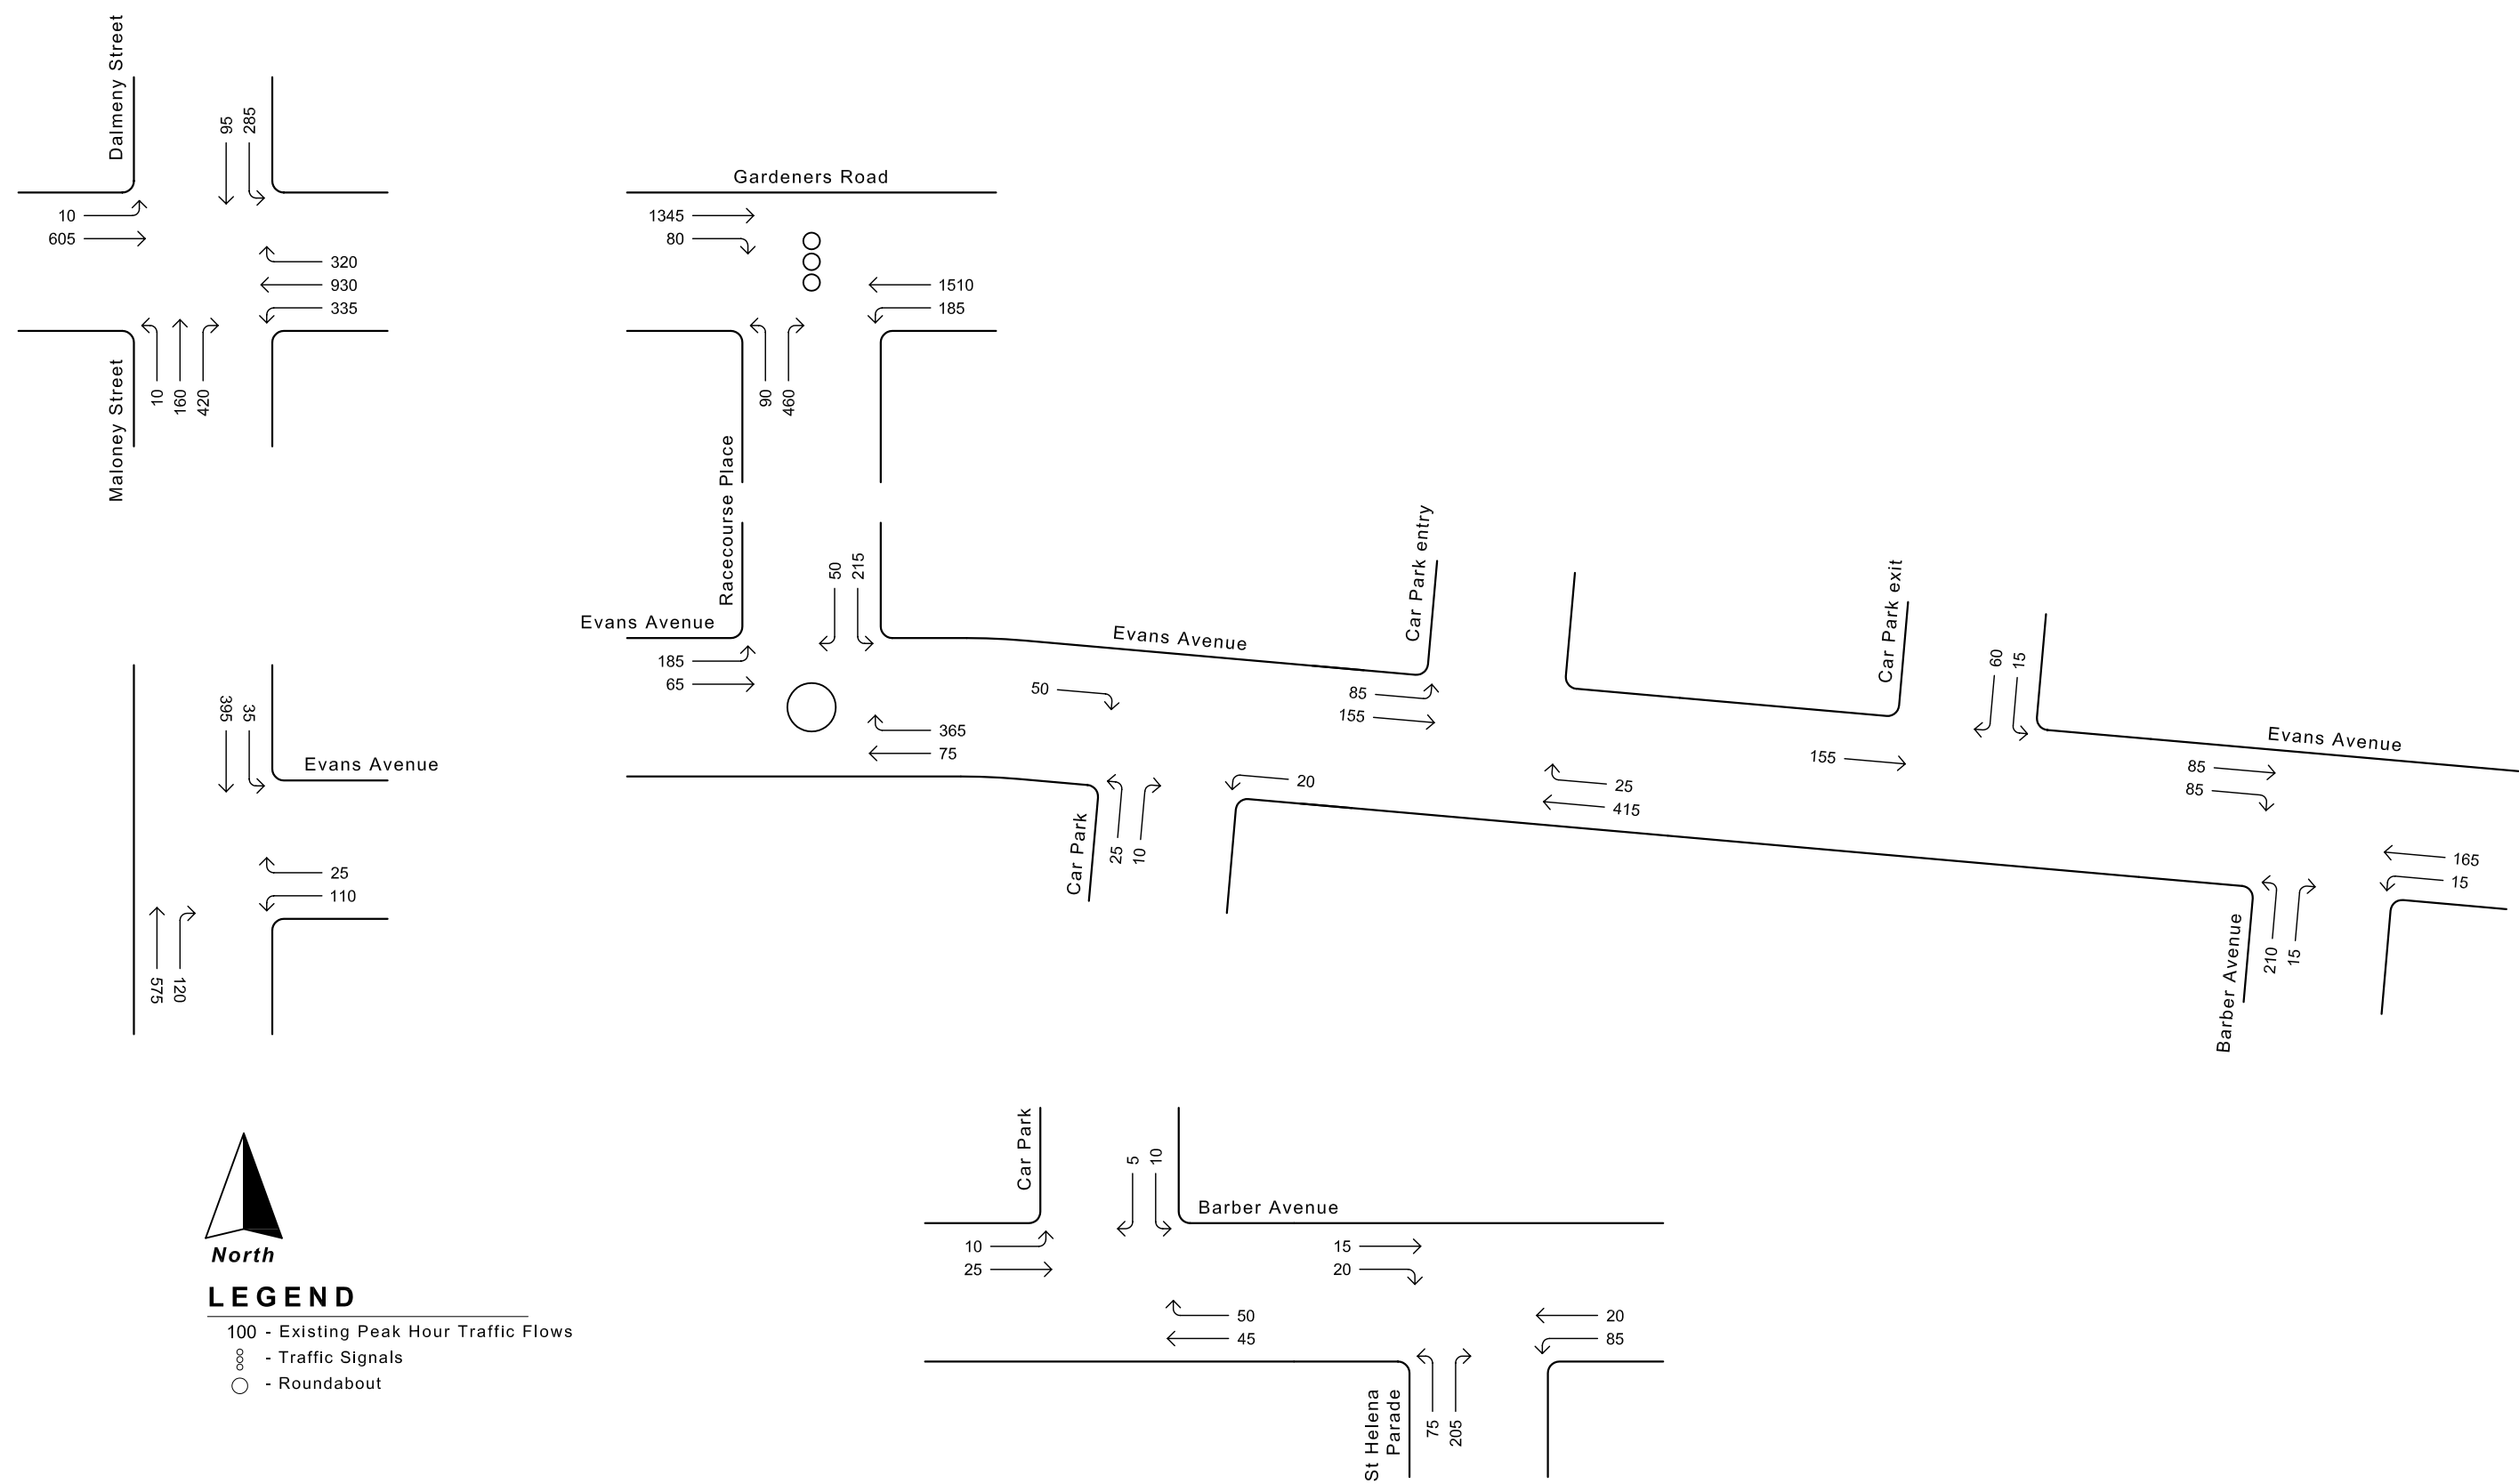 Dalmeny Street
95
285
10
605
320
930
335
Maloney Street
10
160
420
Gardeners Road
1345
80
1510
185
90
460
Racecourse Place
50
215
Evans Avenue
185
65
365
75
Evans Avenue
50
Car Park entry
85
155
Car Park exit
60
15
155
Evans Avenue
85
85
20
25
415
Car Park
25
10
165
15
Barber Avenue
210
15
395
35
Evans Avenue
25
110
575
120
Car Park
5
10
Barber Avenue
10
25
15
20
50
45
20
85
St Helena
Parade
75
205
North
LEGEND
100 - Existing Peak Hour Traffic Flows
- Traffic Signals
- Roundabout